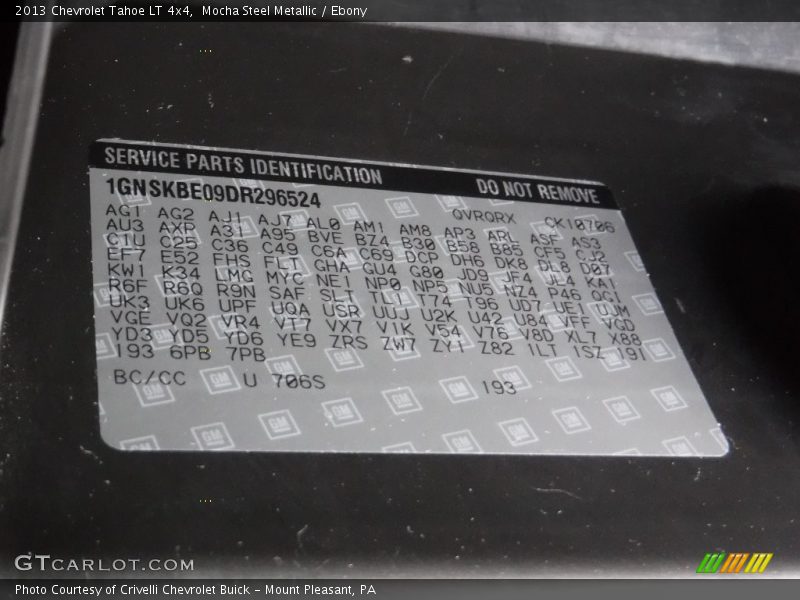 2013 Chevrolet Tahoe LT 4x4, Mocha Steel Metallic / Ebony
SERVICE PARTS IDENTIFICATION DO NOT REMOVE
1GNSKBE09DR296524
QVRQRX CK10706
AG1 AG2 AJ1 AJ7 AL0 AM1 AM8 AP3 ARL ASF AS3
AU3 AXP A31 A95 BVE BZ4 B30 B58 B85 CF5 CJ2
C1U C25 C36 C49 C6A C69 DCP DH6 DK8 DL8 D07
EF7 E52 FHS FLT GHA GU4 G80 JD9 JF4 JL4 KA1
KW1 K34 LMG MYC NE1 NP0 NP5 NU5 NZ4 P46 QG1
R6F R6Q R9N SAF SLT TU1 T74 T96 UD7 UE1 UJM
UK3 UK6 UPF UQA USR UUJ U2K U42 U84 VFF VGD
VGE VQ2 VR4 VT7 VX7 V1K V54 V76 V8D XL7 X88
YD3 YD5 YD6 YE9 ZRS ZW7 ZY1 Z82 1LT 1SZ 19I
193 6PB 7PB
BC/CC U 706S 193
GM
GTCARLOT.COM
Photo Courtesy of Crivelli Chevrolet Buick - Mount Pleasant, PA